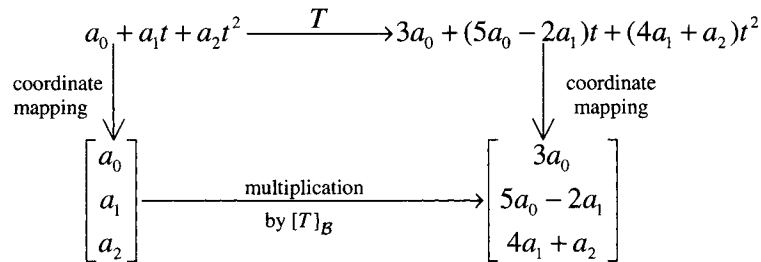 a₀ + a₁t + a₂t² T 3a₀ + (5a₀ − 2a₁)t + (4a₁ + a₂)t²
coordinate
mapping
coordinate
mapping
a₀
a₁
a₂
multiplication
by [T]_𝓑
3a₀
5a₀ − 2a₁
4a₁ + a₂